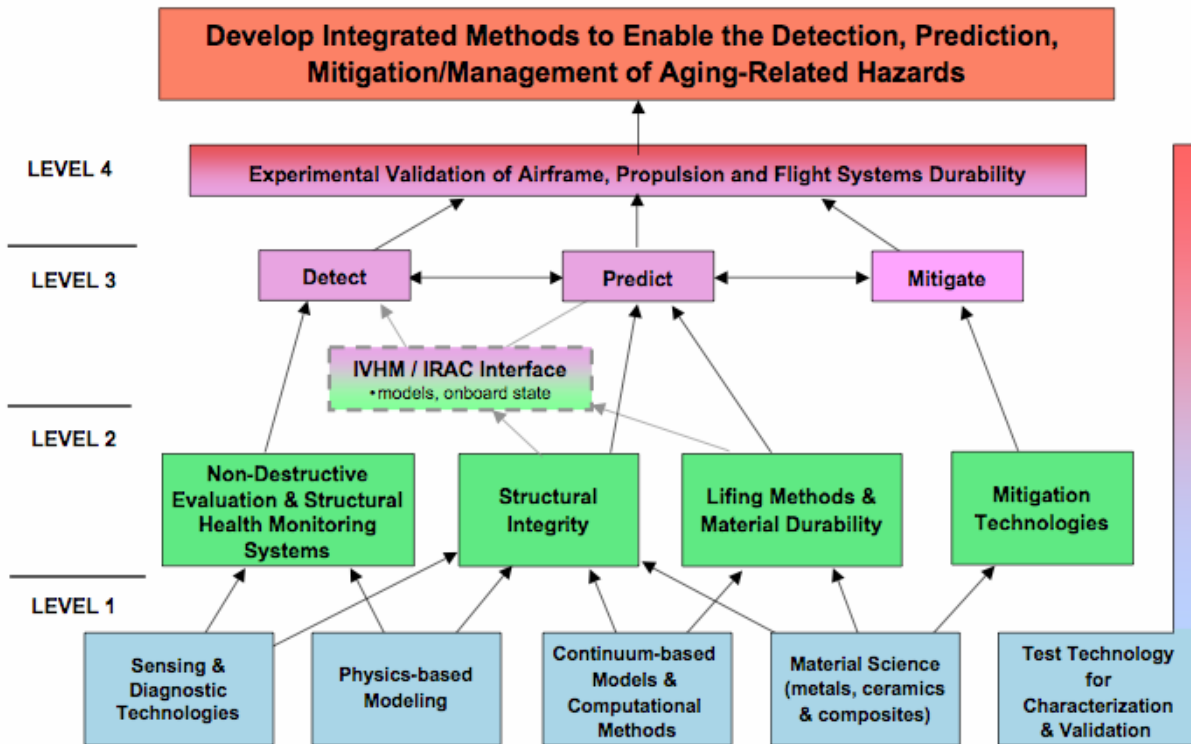 Develop Integrated Methods to Enable the Detection, Prediction,
Mitigation/Management of Aging-Related Hazards
LEVEL 4
Experimental Validation of Airframe, Propulsion and Flight Systems Durability
LEVEL 3
Detect
Predict
Mitigate
IVHM / IRAC Interface
•models, onboard state
LEVEL 2
Non-Destructive
Evaluation & Structural
Health Monitoring
Systems
Structural
Integrity
Lifing Methods &
Material Durability
Mitigation
Technologies
LEVEL 1
Sensing &
Diagnostic
Technologies
Physics-based
Modeling
Continuum-based
Models &
Computational
Methods
Material Science
(metals, ceramics
& composites)
Test Technology
for
Characterization
& Validation